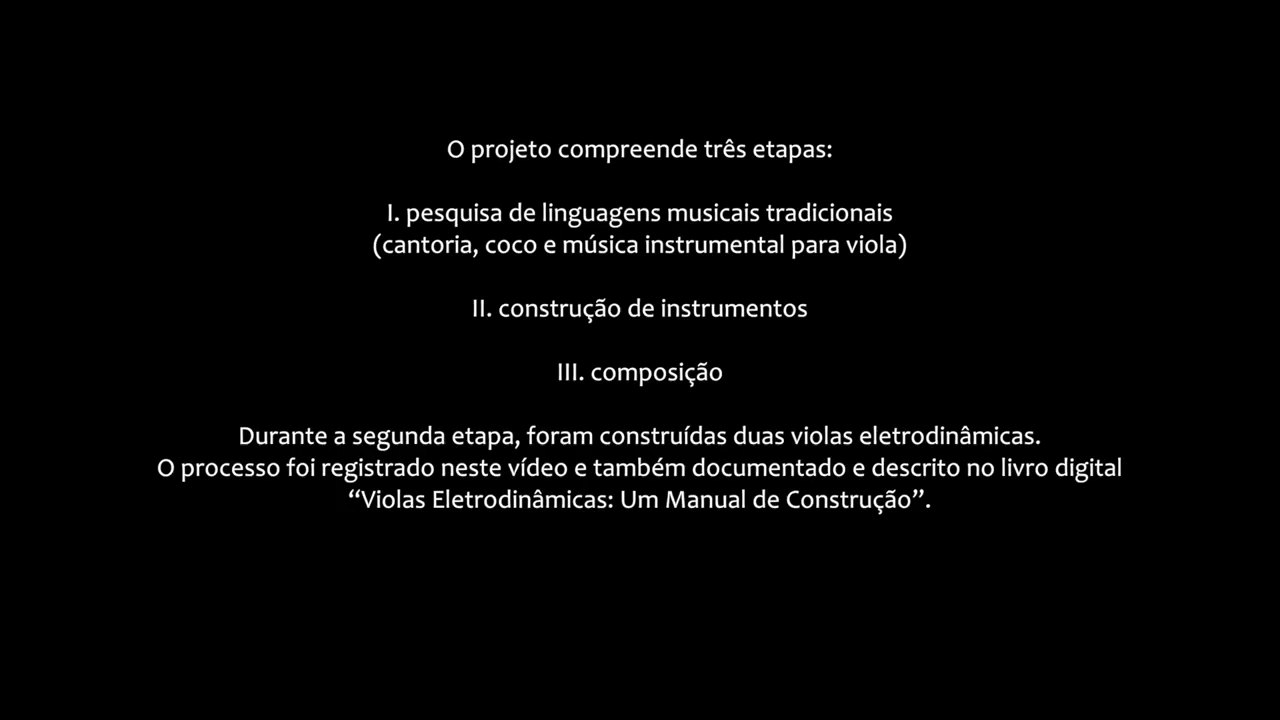 O projeto compreende três etapas:
I. pesquisa de linguagens musicais tradicionais
(cantoria, coco e música instrumental para viola)
II. construção de instrumentos
III. composição
Durante a segunda etapa, foram construídas duas violas eletrodinâmicas.
O processo foi registrado neste vídeo e também documentado e descrito no livro digital
“Violas Eletrodinâmicas: Um Manual de Construção”.